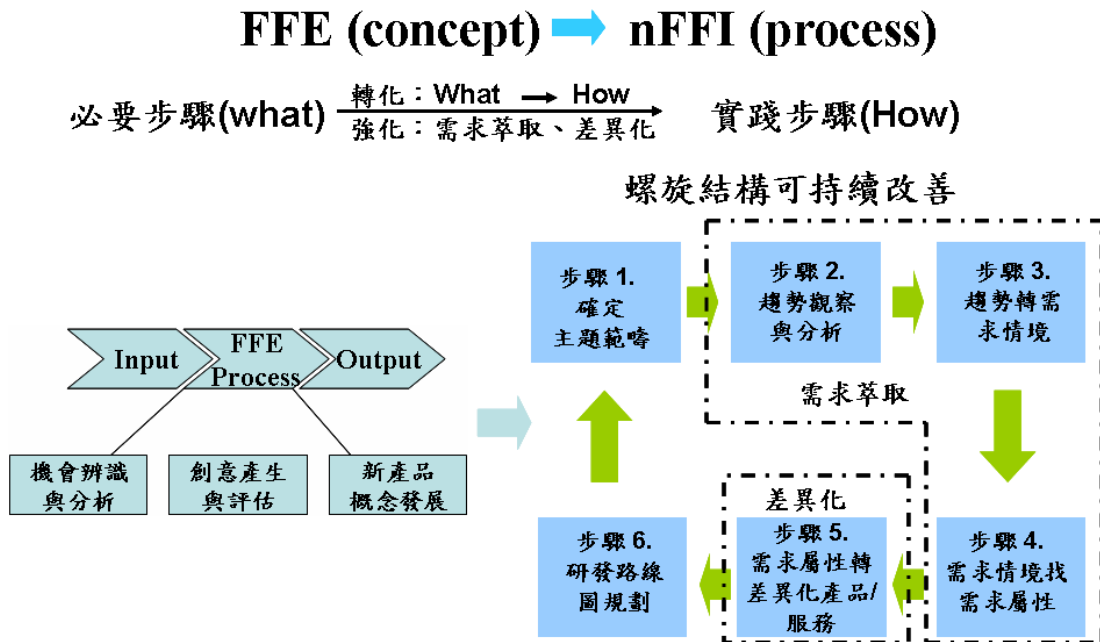 FFE (concept) → nFFI (process)
必要步驟(what)
轉化：What → How
強化：需求萃取、差異化
實踐步驟(How)
螺旋結構可持續改善
步驟 1.
確定
主題範疇
步驟 2.
趨勢觀察
與分析
步驟 3.
趨勢轉需
求情境
需求萃取
Input
FFE
Process
Output
機會辨識
與分析
創意產生
與評估
新產品
概念發展
差異化
步驟 6.
研發路線
圖規劃
步驟 5.
需求屬性轉
差異化產品/
服務
步驟 4.
需求情境找
需求屬性